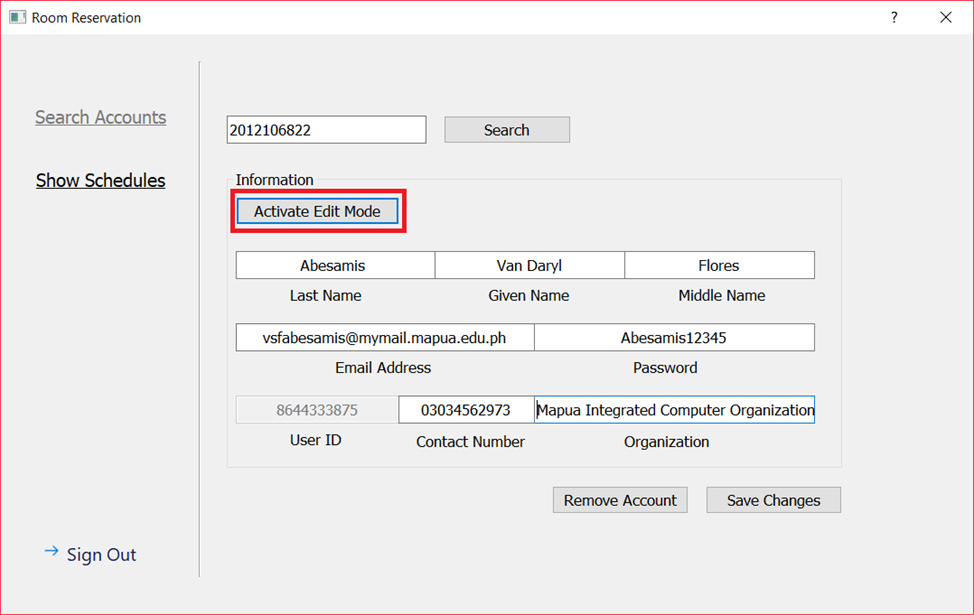 Room Reservation ?
Search Accounts
Show Schedules
2012106822 Search
Information
Activate Edit Mode
Abesamis Van Daryl Flores
Last Name Given Name Middle Name
vsfabesamis@mymail.mapua.edu.ph Abesamis12345
Email Address Password
8644333875 03034562973 Mapua Integrated Computer Organization
User ID Contact Number Organization
Remove Account Save Changes
Sign Out